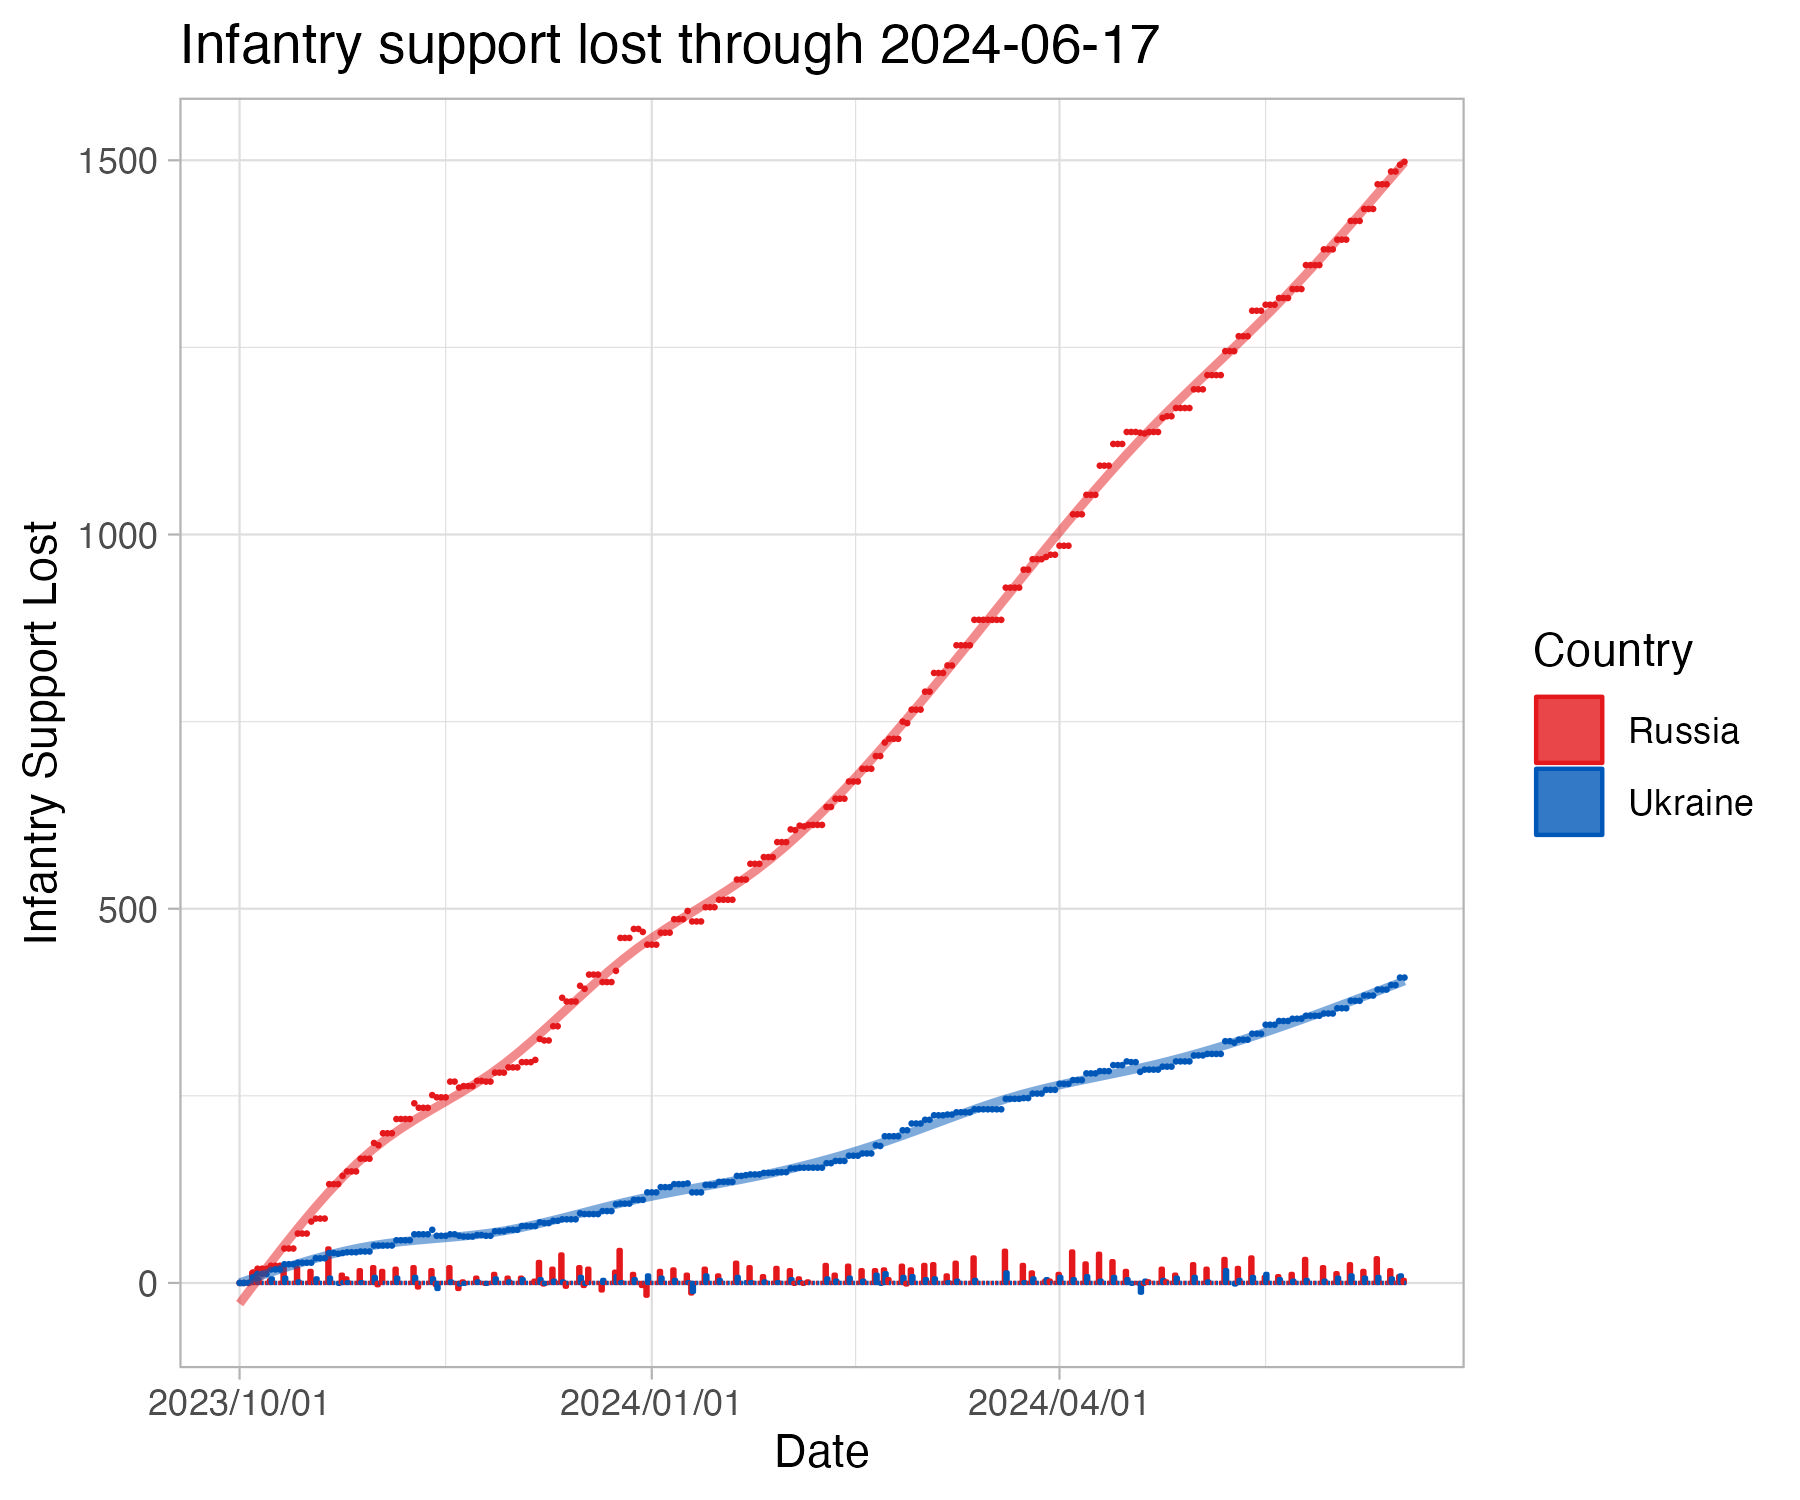 Infantry support lost through 2024-06-17
Infantry Support Lost
1500
1000
500
0
2023/10/01
2024/01/01
2024/04/01
Date
Country
Russia
Ukraine